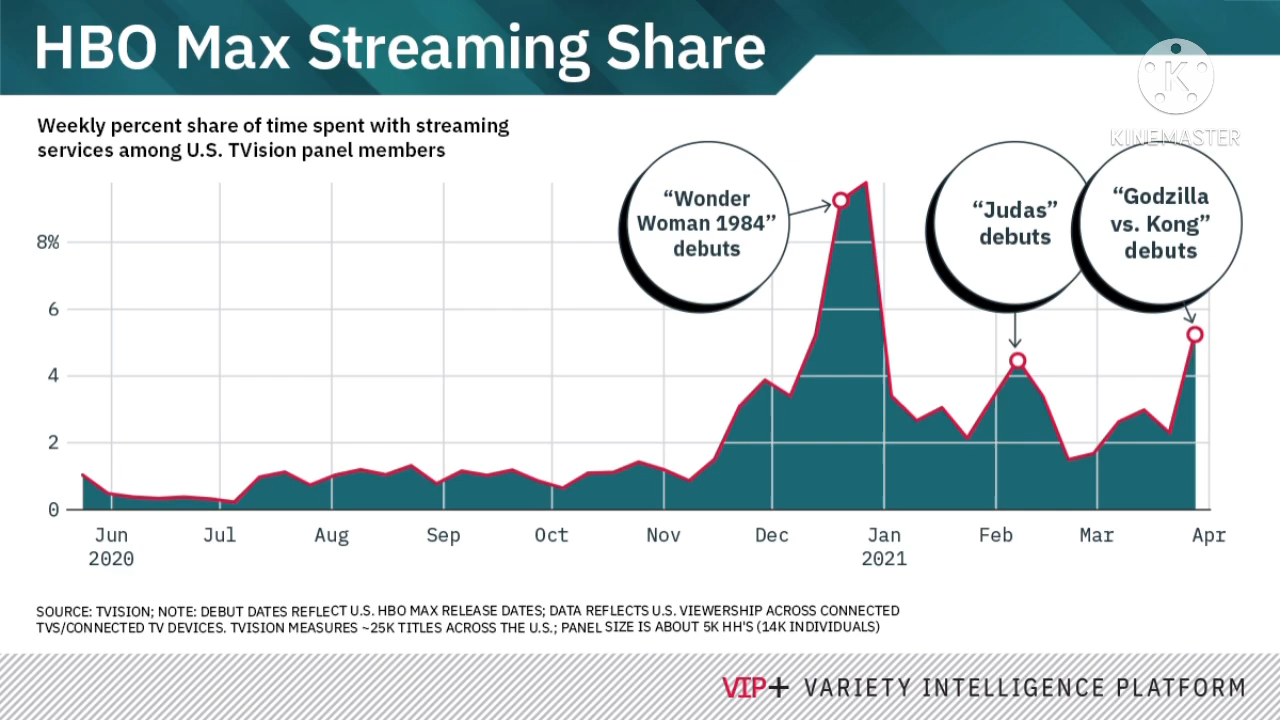 HBO Max Streaming Share
K
KINEMASTER
Weekly percent share of time spent with streaming
services among U.S. TVision panel members
“Wonder
Woman 1984”
debuts
“Judas”
debuts
“Godzilla
vs. Kong”
debuts
8%
6
4
2
0
Jun Jul Aug Sep Oct Nov Dec Jan Feb Mar Apr
2020 2021
SOURCE: TVISION; NOTE: DEBUT DATES REFLECT U.S. HBO MAX RELEASE DATES; DATA REFLECTS U.S. VIEWERSHIP ACROSS CONNECTED
TVS/CONNECTED TV DEVICES. TVISION MEASURES ~25K TITLES ACROSS THE U.S.; PANEL SIZE IS ABOUT 5K HH'S (14K INDIVIDUALS)
VIP+ VARIETY INTELLIGENCE PLATFORM